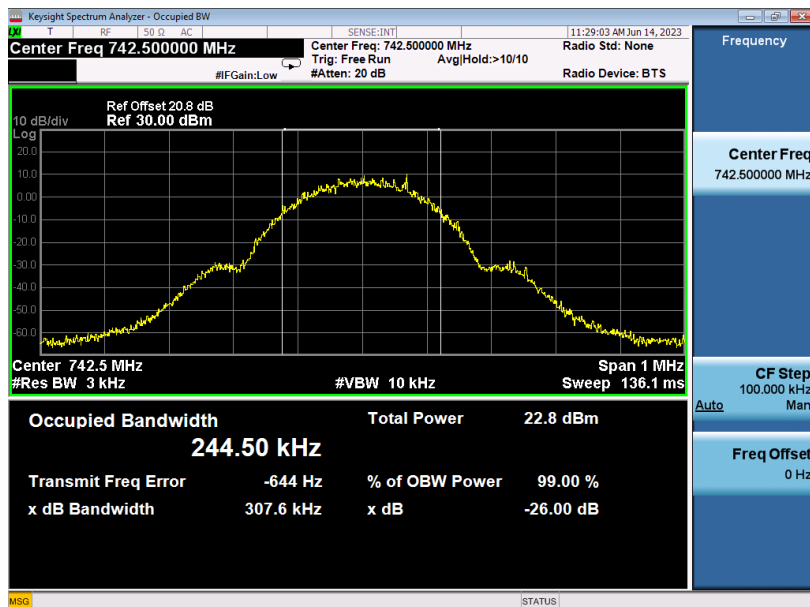 Keysight Spectrum Analyzer - Occupied BW
LXI T RF 50 Ω AC SENSE:INT 11:29:03 AM Jun 14, 2023
Center Freq 742.500000 MHz
Center Freq: 742.500000 MHz Radio Std: None
Trig: Free Run Avg|Hold:>10/10
#IFGain:Low #Atten: 20 dB Radio Device: BTS
Ref Offset 20.8 dB
10 dB/div Ref 30.00 dBm
Log
20.0
10.0
0.00
-10.0
-20.0
-30.0
-40.0
-50.0
-60.0
Center 742.5 MHz Span 1 MHz
#Res BW 3 kHz #VBW 10 kHz Sweep 136.1 ms
Occupied Bandwidth Total Power 22.8 dBm
244.50 kHz
Transmit Freq Error -644 Hz % of OBW Power 99.00 %
x dB Bandwidth 307.6 kHz x dB -26.00 dB
Frequency
Center Freq
742.500000 MHz
CF Step
100.000 kHz
Auto Man
Freq Offset
0 Hz
MSG STATUS